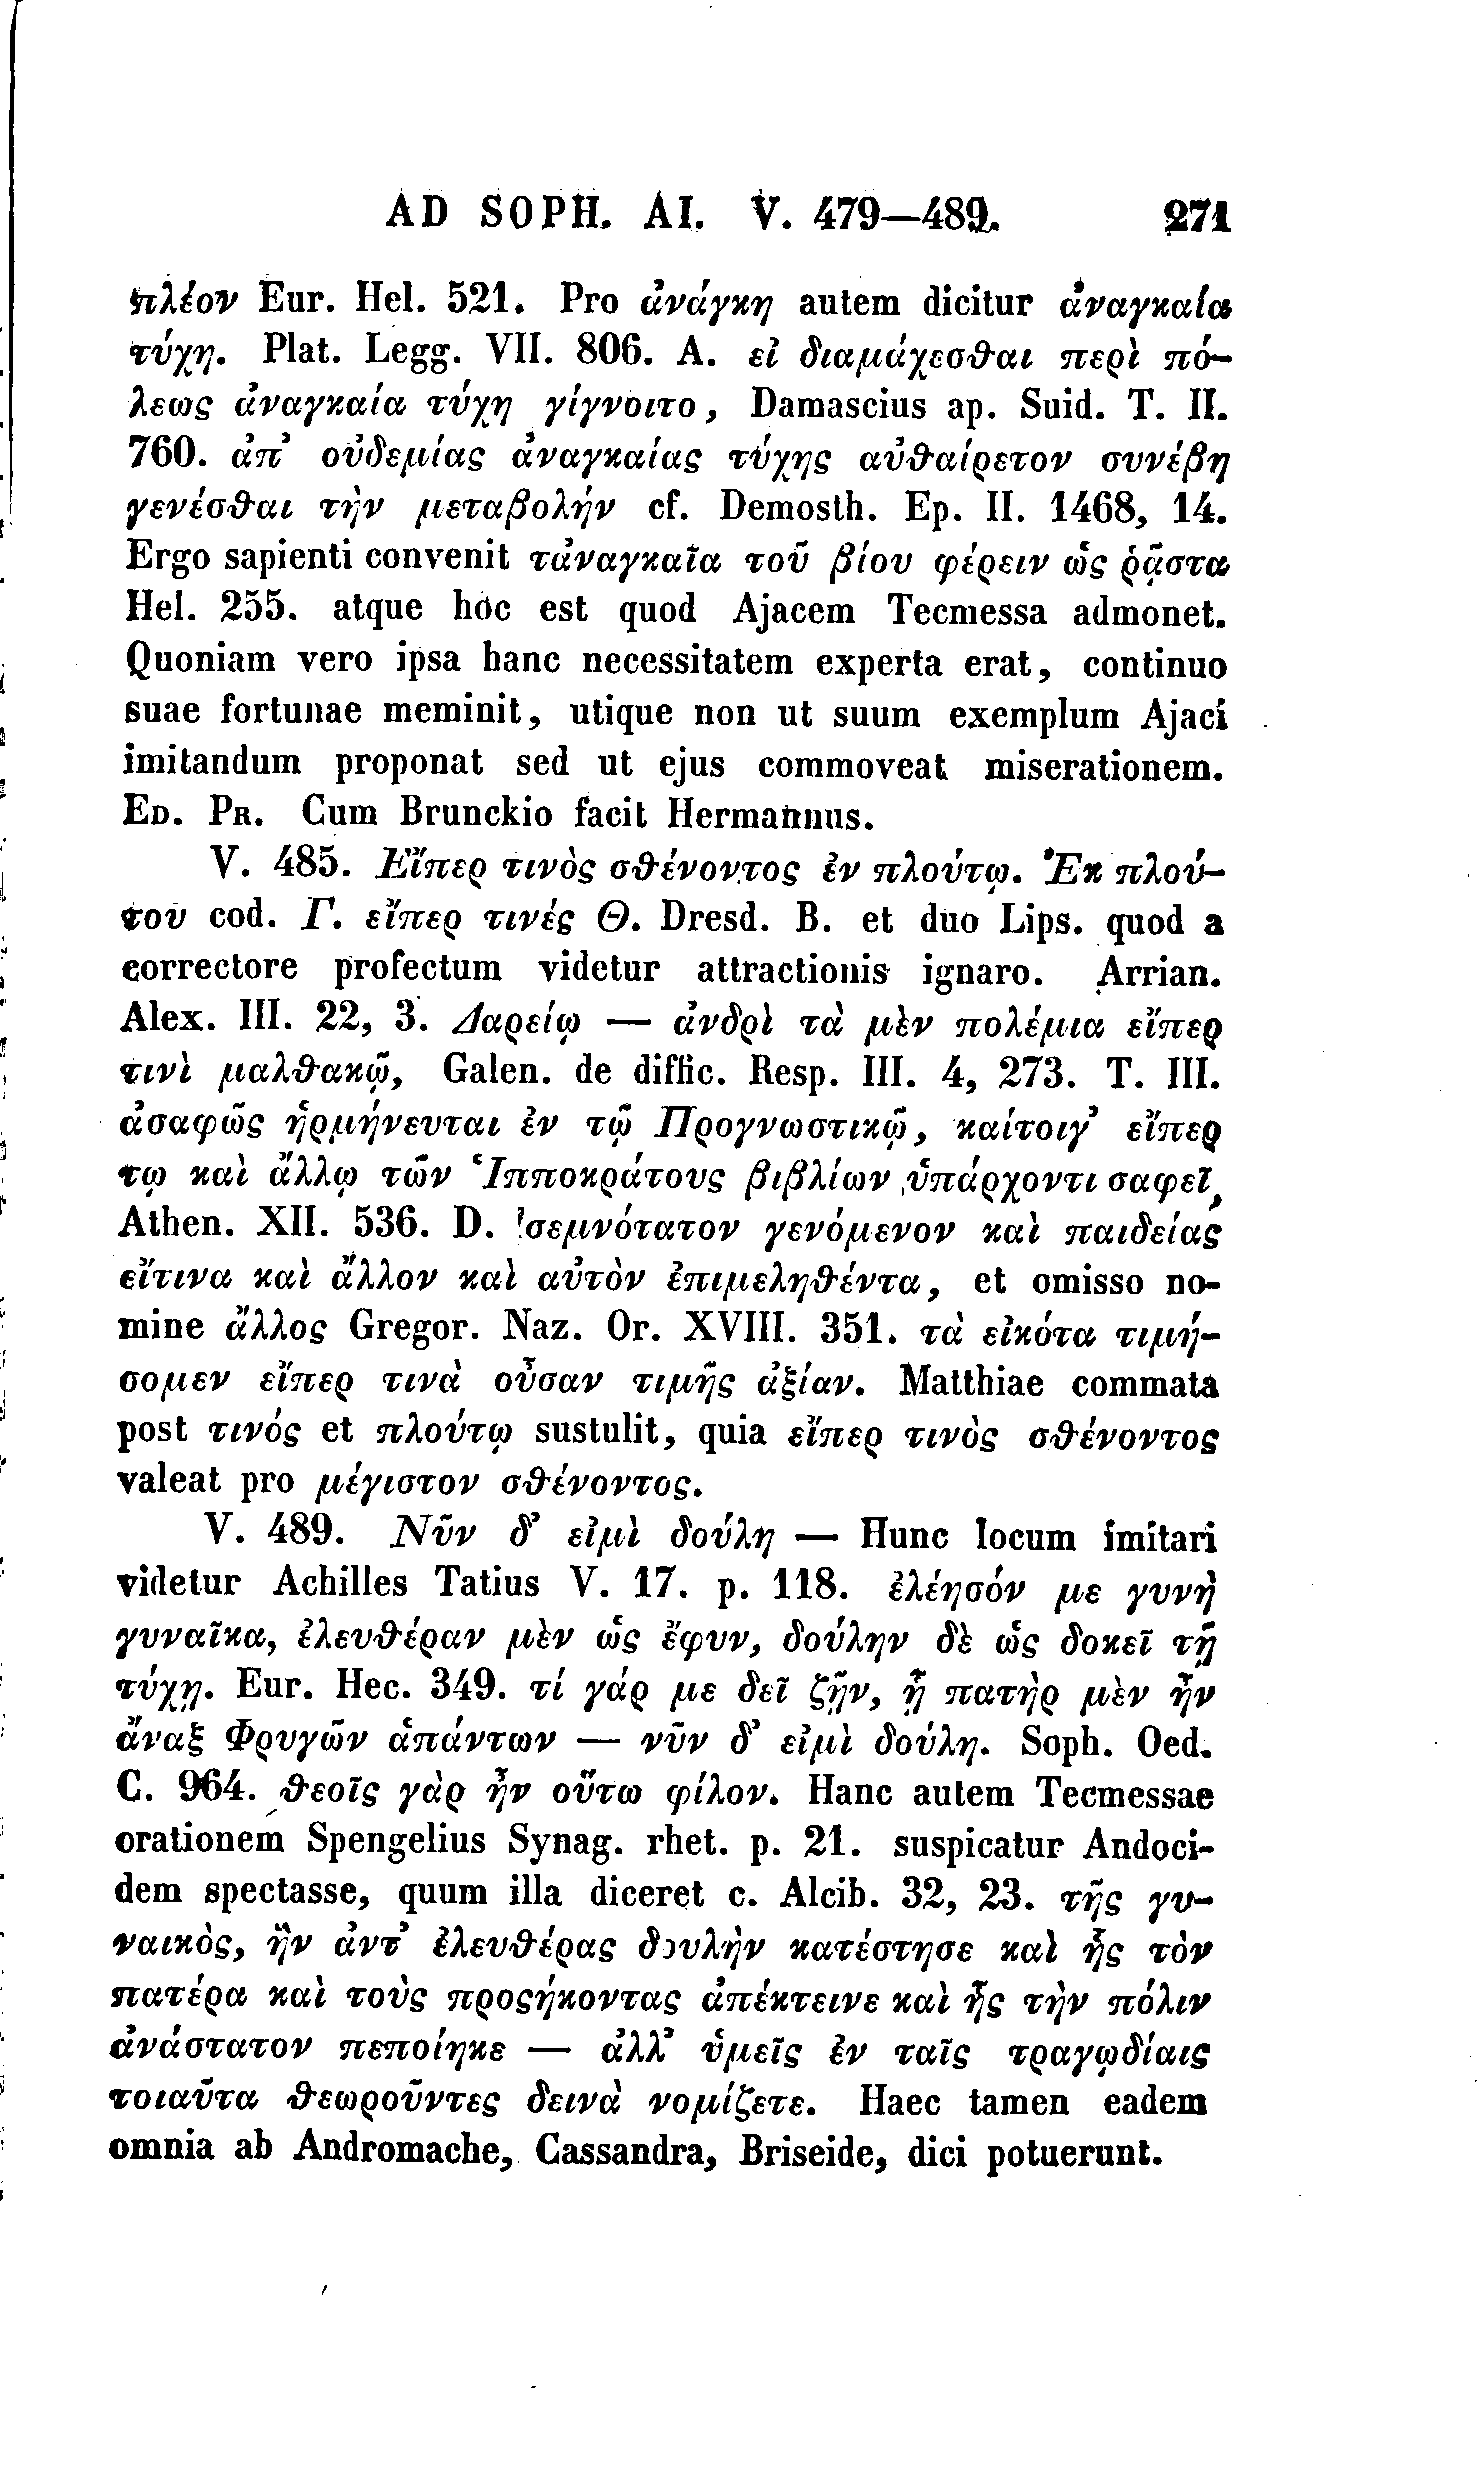 AD SOPH. AI. V. 479—489. 271
πλέον Eur. Hel. 521. Pro ἀνάγκη autem dicitur ἀναγκαία
τύχη. Plat. Legg. VII. 806. A. εἰ διαμάχεσθαι περὶ πό-
λεως ἀναγκαία τύχη γίγνοιτο, Damascius ap. Suid. T. II.
760. ἀπ’ οὐδεμίας ἀναγκαίας τύχης αὐθαίρετον συνέβη
γενέσθαι τὴν μεταβολήν cf. Demosth. Ep. II. 1468, 14.
Ergo sapienti convenit τἀναγκαῖα τοῦ βίου φέρειν ὡς ῥᾷστα
Hel. 255. atque hoc est quod Ajacem Tecmessa admonet.
Quoniam vero ipsa hanc necessitatem experta erat, continuo
suae fortunae meminit, utique non ut suum exemplum Ajaci
imitandum proponat sed ut ejus commoveat miserationem.
ED. PR. Cum Brunckio facit Hermannus.
V. 485. Εἴπερ τινὸς σθένοντος ἐν πλούτῳ. Ἐκ πλού-
του cod. Γ. εἴπερ τινές Θ. Dresd. B. et duo Lips. quod a
correctore profectum videtur attractionis ignaro. Arrian.
Alex. III. 22, 3. Δαρείῳ — ἀνδρὶ τὰ μὲν πολέμια εἴπερ
τινὶ μαλθακῷ, Galen. de diffic. Resp. III. 4, 273. T. III.
ἀσαφῶς ἡρμήνευται ἐν τῷ Προγνωστικῷ, καίτοιγ’ εἴπερ
τῳ καὶ ἄλλῳ τῶν Ἱπποκράτους βιβλίων ὑπάρχοντι σαφεῖ,
Athen. XII. 536. D. σεμνότατον γενόμενον καὶ παιδείας
εἴτινα καὶ ἄλλον καὶ αὐτὸν ἐπιμεληθέντα, et omisso no-
mine ἄλλος Gregor. Naz. Or. XVIII. 351. τὰ εἰκότα τιμή-
σομεν εἴπερ τινὰ οὖσαν τιμῆς ἀξίαν. Matthiae commata
post τινός et πλούτῳ sustulit, quia εἴπερ τινὸς σθένοντος
valeat pro μέγιστον σθένοντος.
V. 489. Νῦν δ’ εἰμὶ δούλη — Hunc locum imitari
videtur Achilles Tatius V. 17. p. 118. ἐλέησόν με γυνὴ
γυναῖκα, ἐλευθέραν μὲν ὡς ἔφυν, δούλην δὲ ὡς δοκεῖ τῇ
τύχῃ. Eur. Hec. 349. τί γάρ με δεῖ ζῇν, ᾗ πατὴρ μὲν ἦν
ἄναξ Φρυγῶν ἁπάντων — νῦν δ’ εἰμὶ δούλη. Soph. Oed.
C. 964. θεοῖς γὰρ ἦν οὕτω φίλον. Hanc autem Tecmessae
orationem Spengelius Synag. rhet. p. 21. suspicatur Andoci-
dem spectasse, quum illa diceret c. Alcib. 32, 23. τῆς γυ-
ναικὸς, ἣν ἀντ’ ἐλευθέρας δουλὴν κατέστησε καὶ ἧς τὸν
πατέρα καὶ τοὺς προςήκοντας ἀπέκτεινε καὶ ἧς τὴν πόλιν
ἀνάστατον πεποίηκε — ἀλλ’ ὑμεῖς ἐν ταῖς τραγῳδίαις
τοιαῦτα θεωροῦντες δεινὰ νομίζετε. Haec tamen eadem
omnia ab Andromache, Cassandra, Briseide, dici potuerunt.